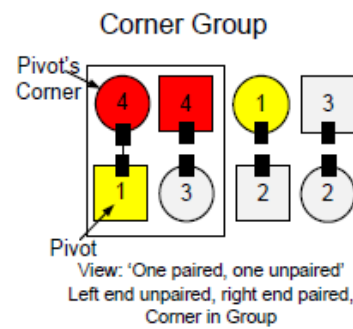 Corner Group
Pivot's
Corner
4 4 1 3
1 3 2 2
Pivot
View: 'One paired, one unpaired'
Left end unpaired, right end paired,
Corner in Group